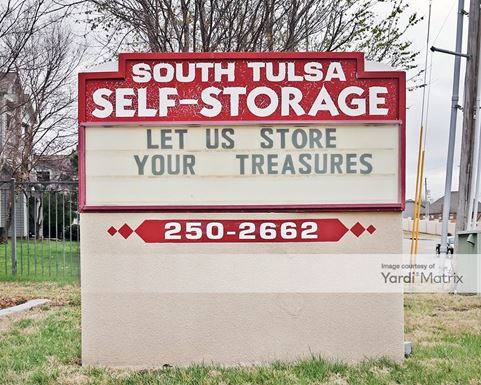 SOUTH TULSA
SELF-STORAGE
LET US STORE
YOUR TREASURES
250-2662
Image courtesy of
Yardi Matrix